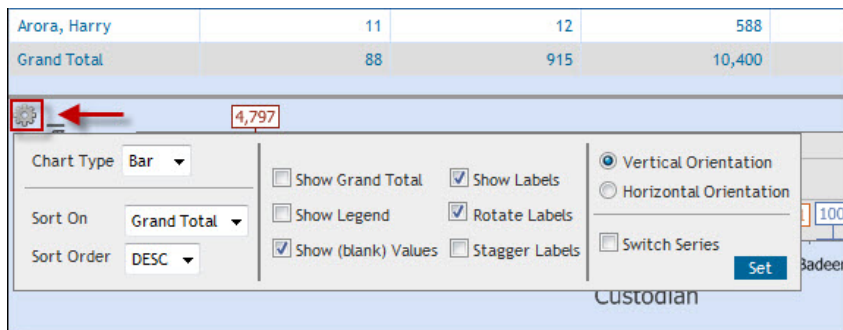 Arora, Harry 11 12 588
Grand Total 88 915 10,400
4,797
Chart Type Bar
Sort On Grand Total
Sort Order DESC
Show Grand Total Show Labels
Show Legend Rotate Labels
Show (blank) Values Stagger Labels
Vertical Orientation
Horizontal Orientation
Switch Series
Set
100
Custodian